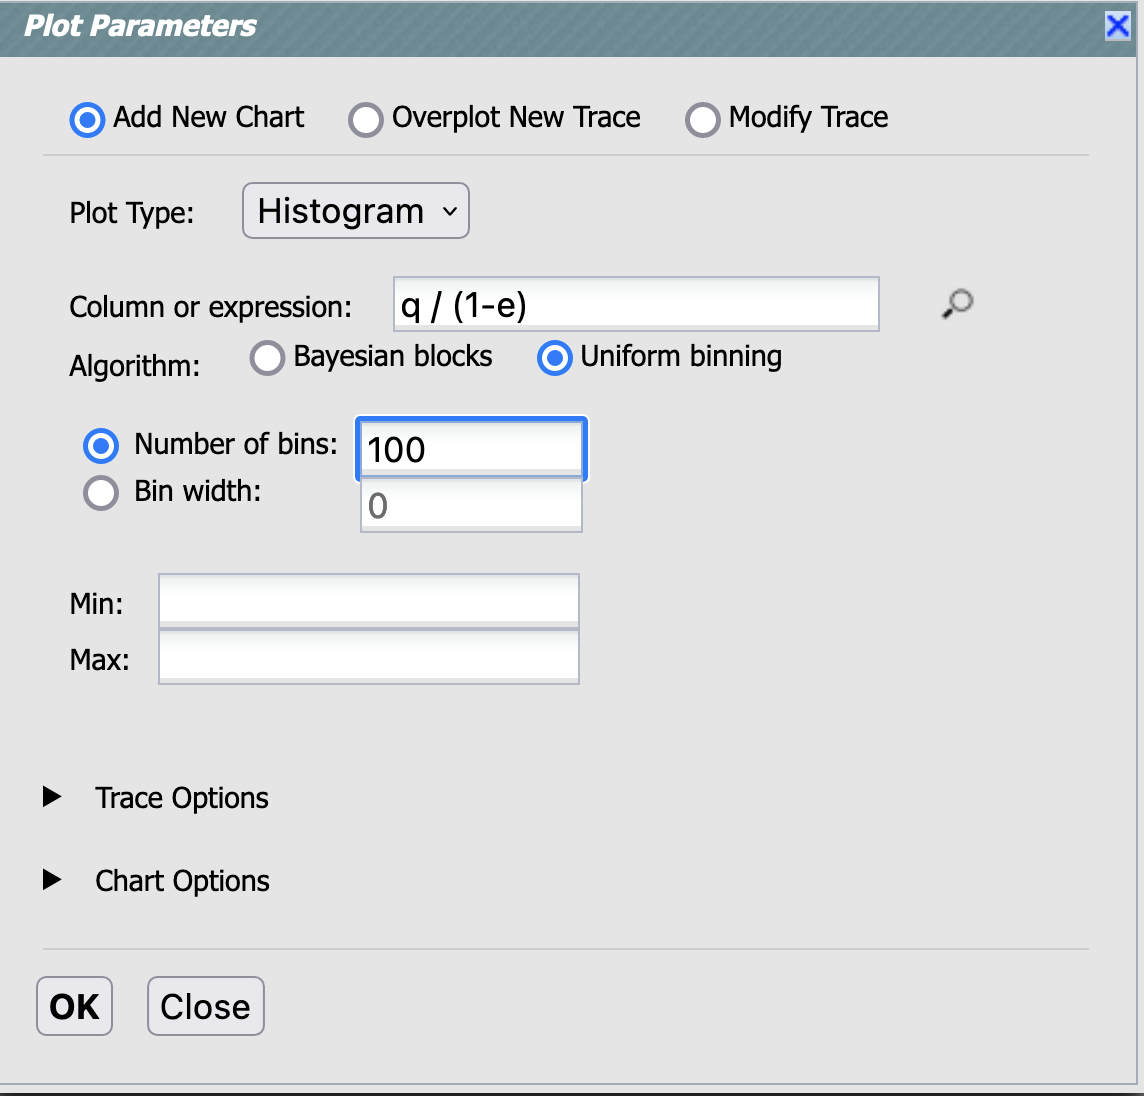 Plot Parameters
Add New Chart Overplot New Trace Modify Trace
Plot Type: Histogram
Column or expression: q / (1-e)
Algorithm: Bayesian blocks Uniform binning
Number of bins: 100
Bin width: 0
Min:
Max:
Trace Options
Chart Options
OK Close